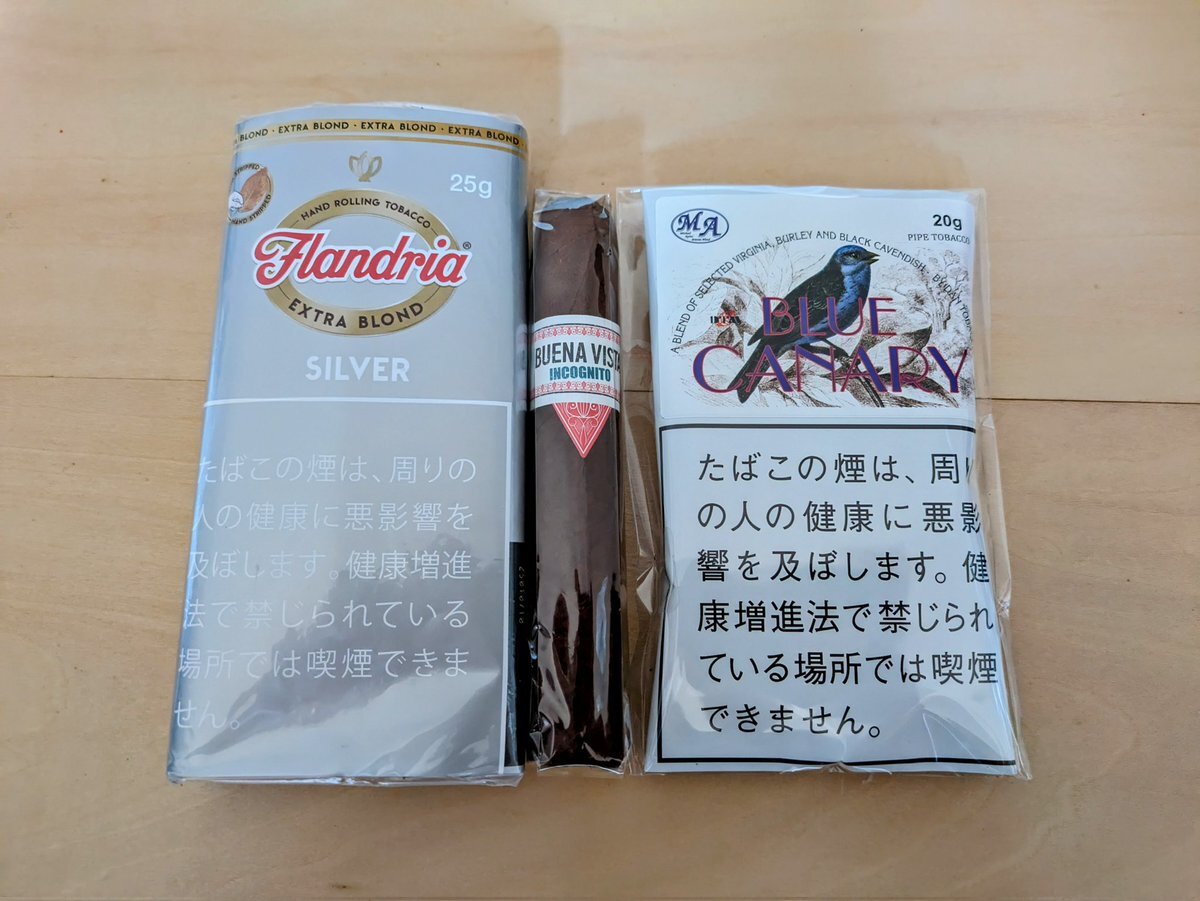 BLOND · EXTRA BLOND · EXTRA BLOND · EXTRA BLOND ·
25g
STRIPPED
HAND STRIPPED
HAND ROLLING TOBACCO
Flandria®
EXTRA BLOND
SILVER
たばこの煙は、周りの
人の健康に悪影響を
及ぼします。健康増進
法で禁じられている
場所では喫煙できま
せん。
BUENA VISTA
INCOGNITO
MA
20g
PIPE TOBACCO
A BLEND OF SELECTED VIRGINIA, BURLEY AND BLACK CAVENDISH
BLUE
CANARY
たばこの煙は、周り
の人の健康に悪影
響を及ぼします。健
康増進法で禁じられ
ている場所では喫煙
できません。